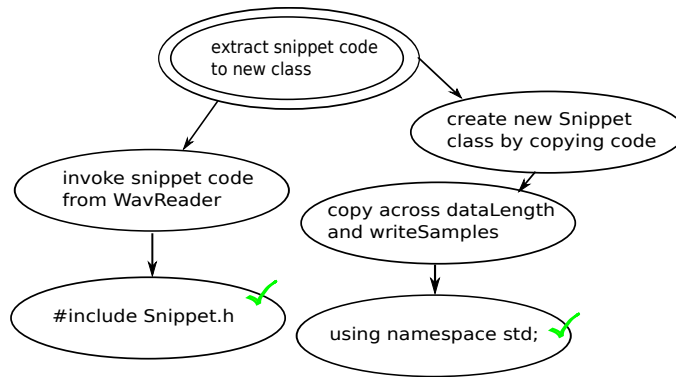 extract snippet code
to new class
create new Snippet
class by copying code
invoke snippet code
from WavReader
copy across dataLength
and writeSamples
#include Snippet.h
using namespace std;